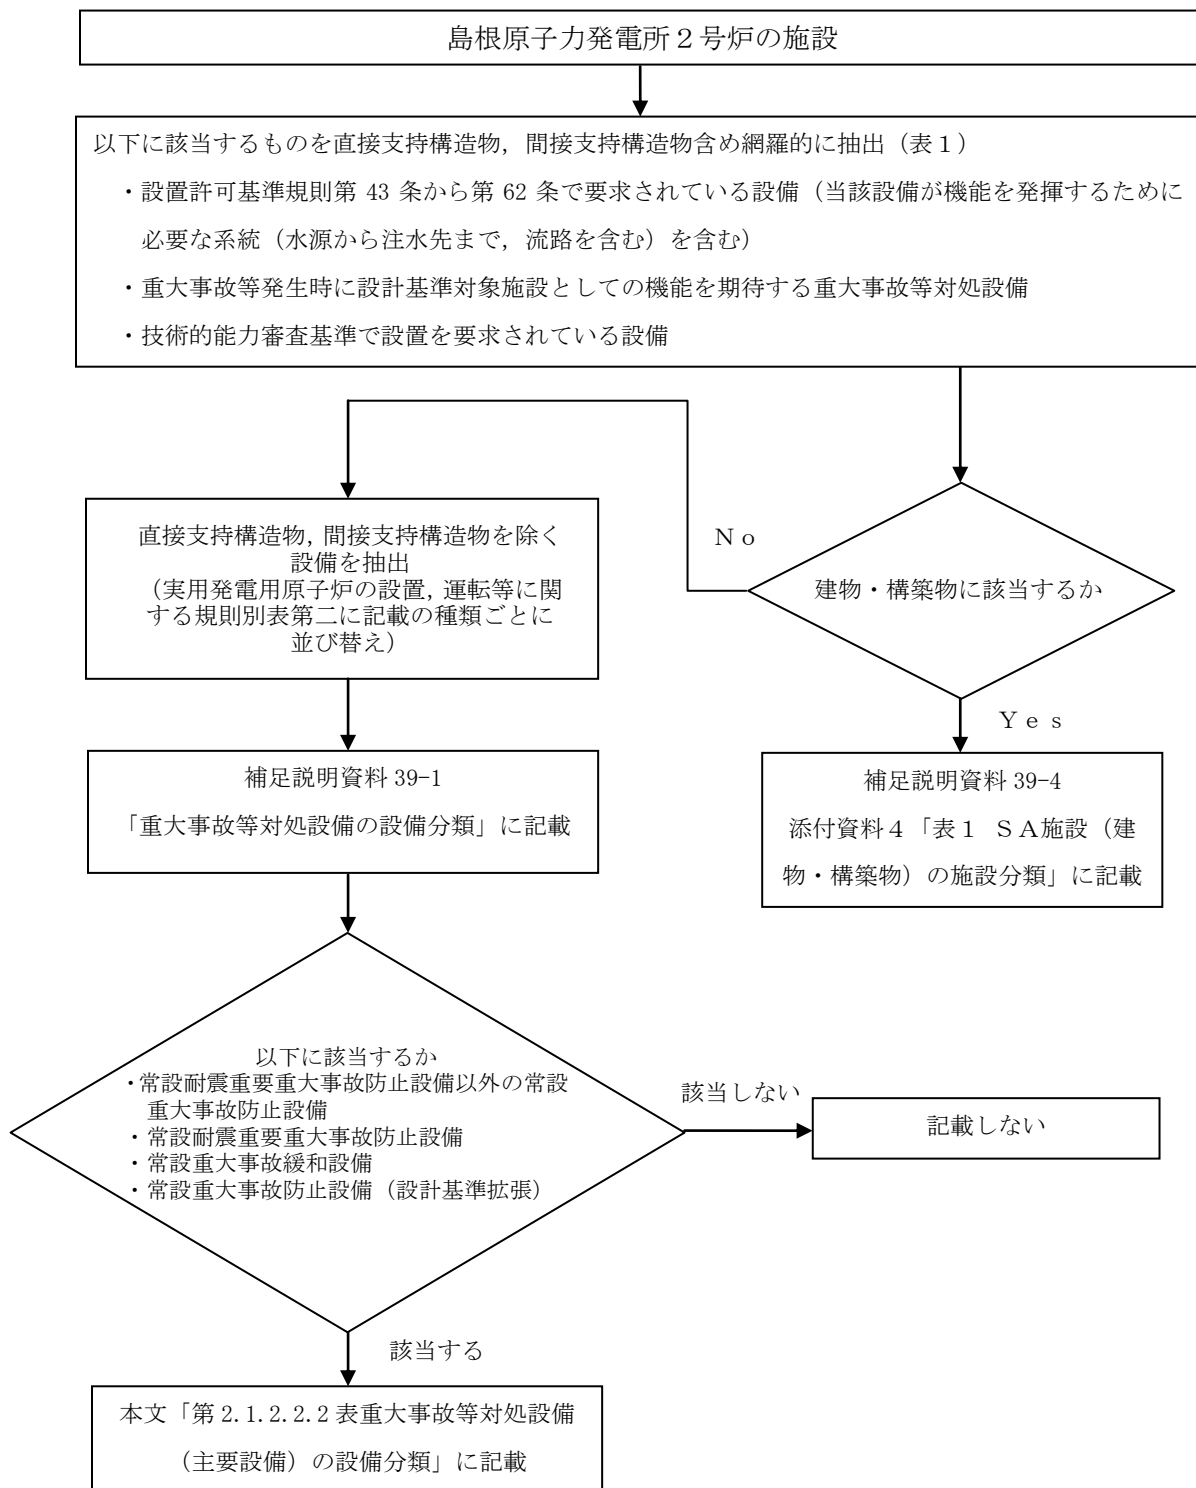 島根原子力発電所２号炉の施設
以下に該当するものを直接支持構造物，間接支持構造物含め網羅的に抽出（表１）
・設置許可基準規則第 43 条から第 62 条で要求されている設備（当該設備が機能を発揮するために
必要な系統（水源から注水先まで，流路を含む）を含む）
・重大事故等発生時に設計基準対象施設としての機能を期待する重大事故等対処設備
・技術的能力審査基準で設置を要求されている設備
Ｎｏ
建物・構築物に該当するか
Ｙｅｓ
直接支持構造物，間接支持構造物を除く
設備を抽出
（実用発電用原子炉の設置，運転等に関
する規則別表第二に記載の種類ごとに
並び替え）
補足説明資料 39-1
「重大事故等対処設備の設備分類」に記載
補足説明資料 39-4
添付資料４「表１　ＳＡ施設（建
物・構築物）の施設分類」に記載
以下に該当するか
・常設耐震重要重大事故防止設備以外の常設
重大事故防止設備
・常設耐震重要重大事故防止設備
・常設重大事故緩和設備
・常設重大事故防止設備（設計基準拡張）
該当しない
記載しない
該当する
本文「第 2.1.2.2.2 表重大事故等対処設備
（主要設備）の設備分類」に記載